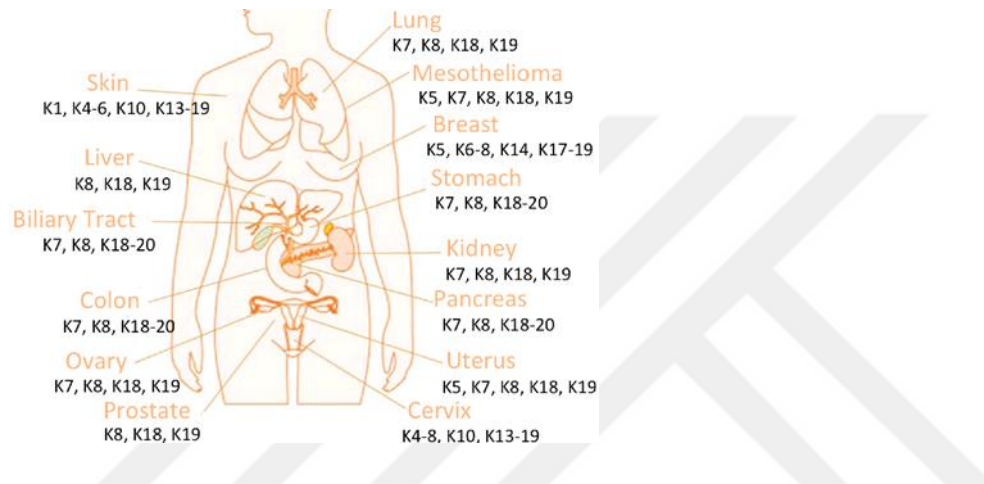 Lung
K7, K8, K18, K19
Skin
K1, K4-6, K10, K13-19
Mesothelioma
K5, K7, K8, K18, K19
Breast
K5, K6-8, K14, K17-19
Liver
K8, K18, K19
Stomach
K7, K8, K18-20
Biliary Tract
K7, K8, K18-20
Kidney
K7, K8, K18, K19
Colon
K7, K8, K18-20
Pancreas
K7, K8, K18-20
Ovary
K7, K8, K18, K19
Uterus
K5, K7, K8, K18, K19
Prostate
K8, K18, K19
Cervix
K4-8, K10, K13-19